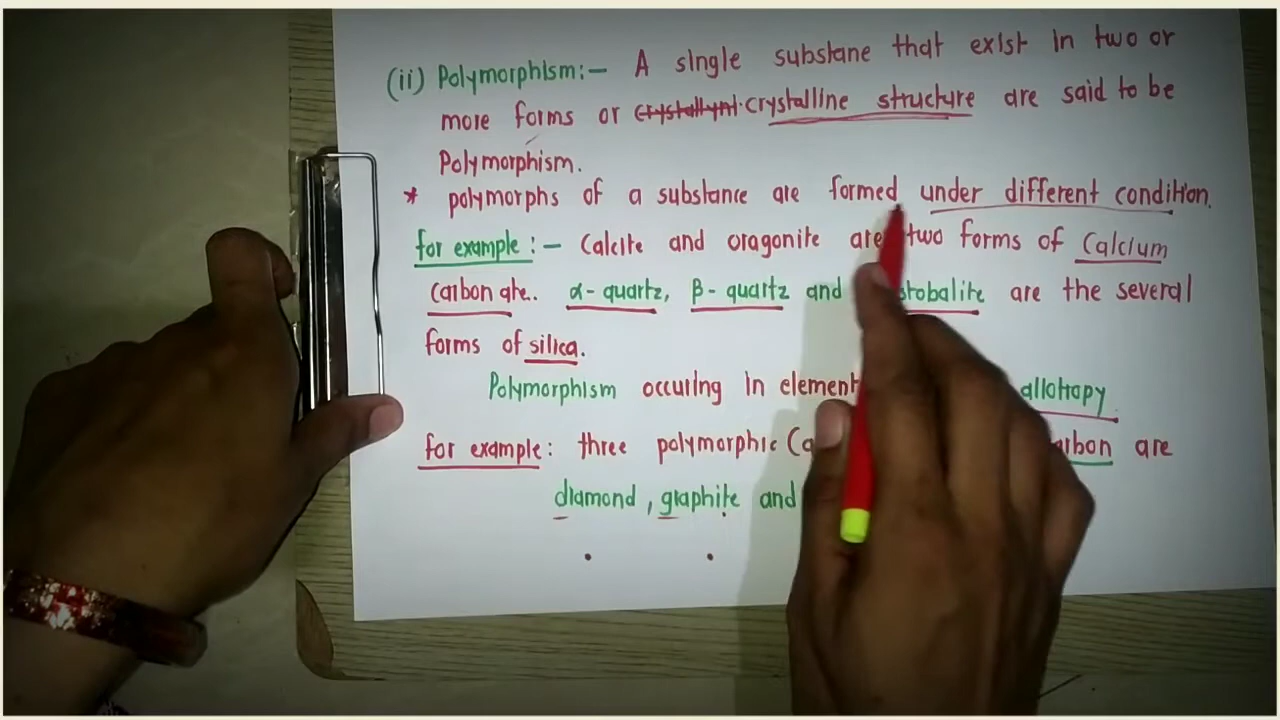 (ii) Polymorphism:- A single substane that exist in two or
more forms or crystallynt crystalline structure are said to be
Polymorphism.
* polymorphs of a substance are formed under different condition.
for example :- Calcite and oragonite are two forms of Calcium
Carbonate.. α-quartz, β-quartz and stobalite are the several
forms of silica.
Polymorphism occuring in element allotropy.
for example: three polymorphic (a arbon are
diamond, graphite and